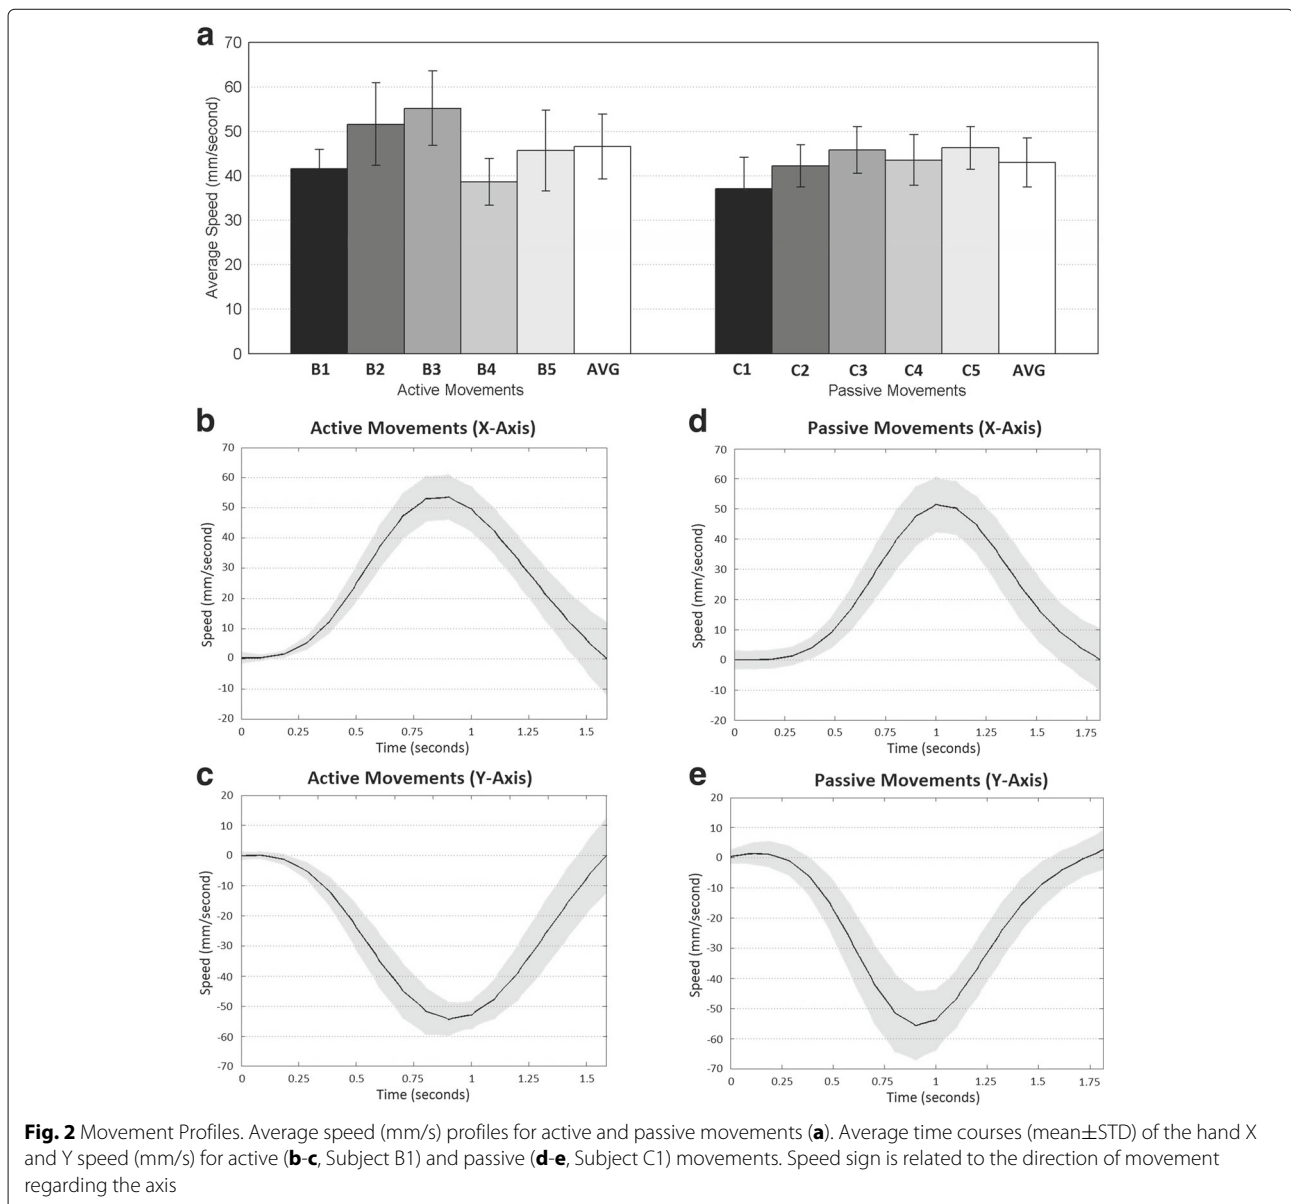 a
70
60
50
40
30
20
10
0
Average Speed (mm/second)
B1 B2 B3 B4 B5 AVG C1 C2 C3 C4 C5 AVG
Active Movements Passive Movements
b
Active Movements (X-Axis)
70
60
50
40
30
20
10
0
-10
-20
Speed (mm/second)
0 0.25 0.5 0.75 1 1.25 1.5
Time (seconds)
d
Passive Movements (X-Axis)
70
60
50
40
30
20
10
0
-10
-20
Speed (mm/second)
0 0.25 0.5 0.75 1 1.25 1.5 1.75
Time (seconds)
c
Active Movements (Y-Axis)
20
10
0
-10
-20
-30
-40
-50
-60
-70
Speed (mm/second)
0 0.25 0.5 0.75 1 1.25 1.5
Time (seconds)
e
Passive Movements (Y-Axis)
20
10
0
-10
-20
-30
-40
-50
-60
-70
Speed (mm/second)
0 0.25 0.5 0.75 1 1.25 1.5 1.75
Time (seconds)
Fig. 2 Movement Profiles. Average speed (mm/s) profiles for active and passive movements (a). Average time courses (mean±STD) of the hand X
and Y speed (mm/s) for active (b-c, Subject B1) and passive (d-e, Subject C1) movements. Speed sign is related to the direction of movement
regarding the axis